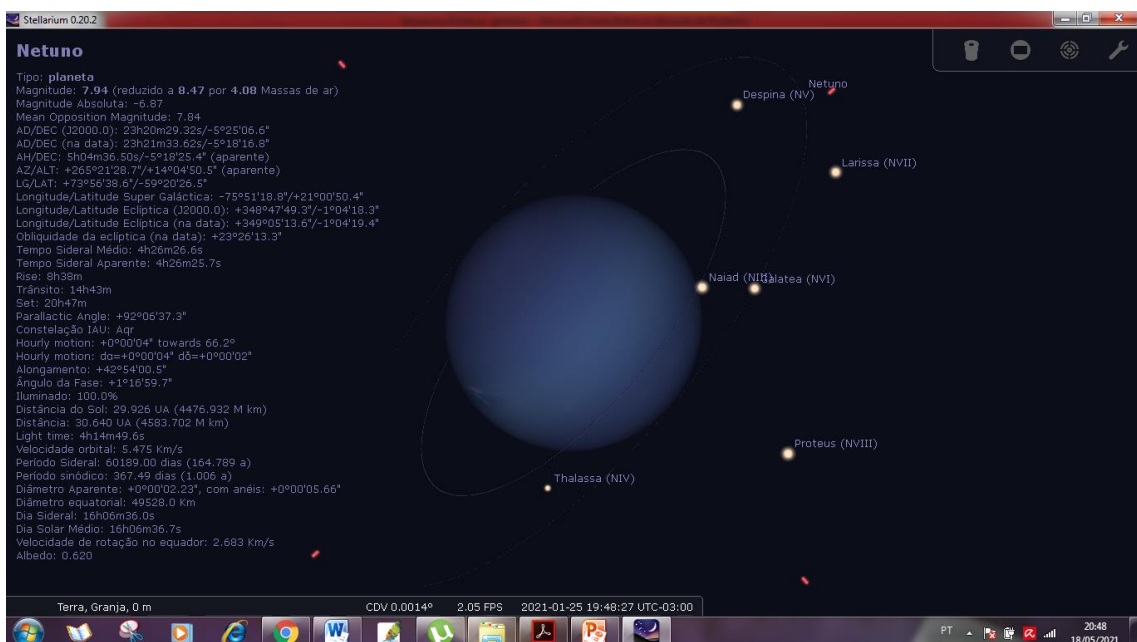 Stellarium 0.20.2
Netuno
Tipo: planeta
Magnitude: 7.94 (reduzido a 8.47 por 4.08 Massas de ar)
Magnitude Absoluta: -6.87
Mean Opposition Magnitude: 7.84
AD/DEC (J2000.0): 23h20m29.32s/-5°25'06.6"
AD/DEC (na data): 23h21m33.62s/-5°18'16.8"
AH/DEC: 5h04m36.50s/-5°18'25.4" (aparente)
AZ/ALT: +265°21'28.7"/+14°04'50.5" (aparente)
LG/LAT: +73°56'38.6"/-59°20'26.5"
Longitude/Latitude Super Galáctica: -75°51'18.8"/+21°00'50.4"
Longitude/Latitude Eclíptica (J2000.0): +348°47'49.3"/-1°04'18.3"
Longitude/Latitude Eclíptica (na data): +349°05'13.6"/-1°04'19.4"
Obliquidade da eclíptica (na data): +23°26'13.3"
Tempo Sideral Médio: 4h26m26.6s
Tempo Sideral Aparente: 4h26m25.7s
Rise: 8h38m
Trânsito: 14h43m
Set: 20h47m
Parallactic Angle: +92°06'37.3"
Constelação IAU: Aqr
Hourly motion: +0°00'04" towards 66.2°
Hourly motion: dα=+0°00'04" dδ=+0°00'02"
Alongamento: +42°54'00.5"
Ângulo da Fase: +1°16'59.7"
Iluminado: 100.0%
Distância do Sol: 29.926 UA (4476.932 M km)
Distância: 30.640 UA (4583.702 M km)
Light time: 4h14m49.6s
Velocidade orbital: 5.475 Km/s
Período Sideral: 60189.00 dias (164.789 a)
Período sinódico: 367.49 dias (1.006 a)
Diâmetro Aparente: +0°00'02.23", com anéis: +0°00'05.66"
Diâmetro equatorial: 49528.0 Km
Dia Sideral: 16h06m36.0s
Dia Solar Médio: 16h06m36.7s
Velocidade de rotação no equador: 2.683 Km/s
Albedo: 0.620
Netuno
Despina (NV)
Larissa (NVII)
Naiad (NIII)
Galatea (NVI)
Proteus (NVIII)
Thalassa (NIV)
Terra, Granja, 0 m
CDV 0.0014°
2.05 FPS
2021-01-25 19:48:27 UTC-03:00
PT
20:48
18/05/2021